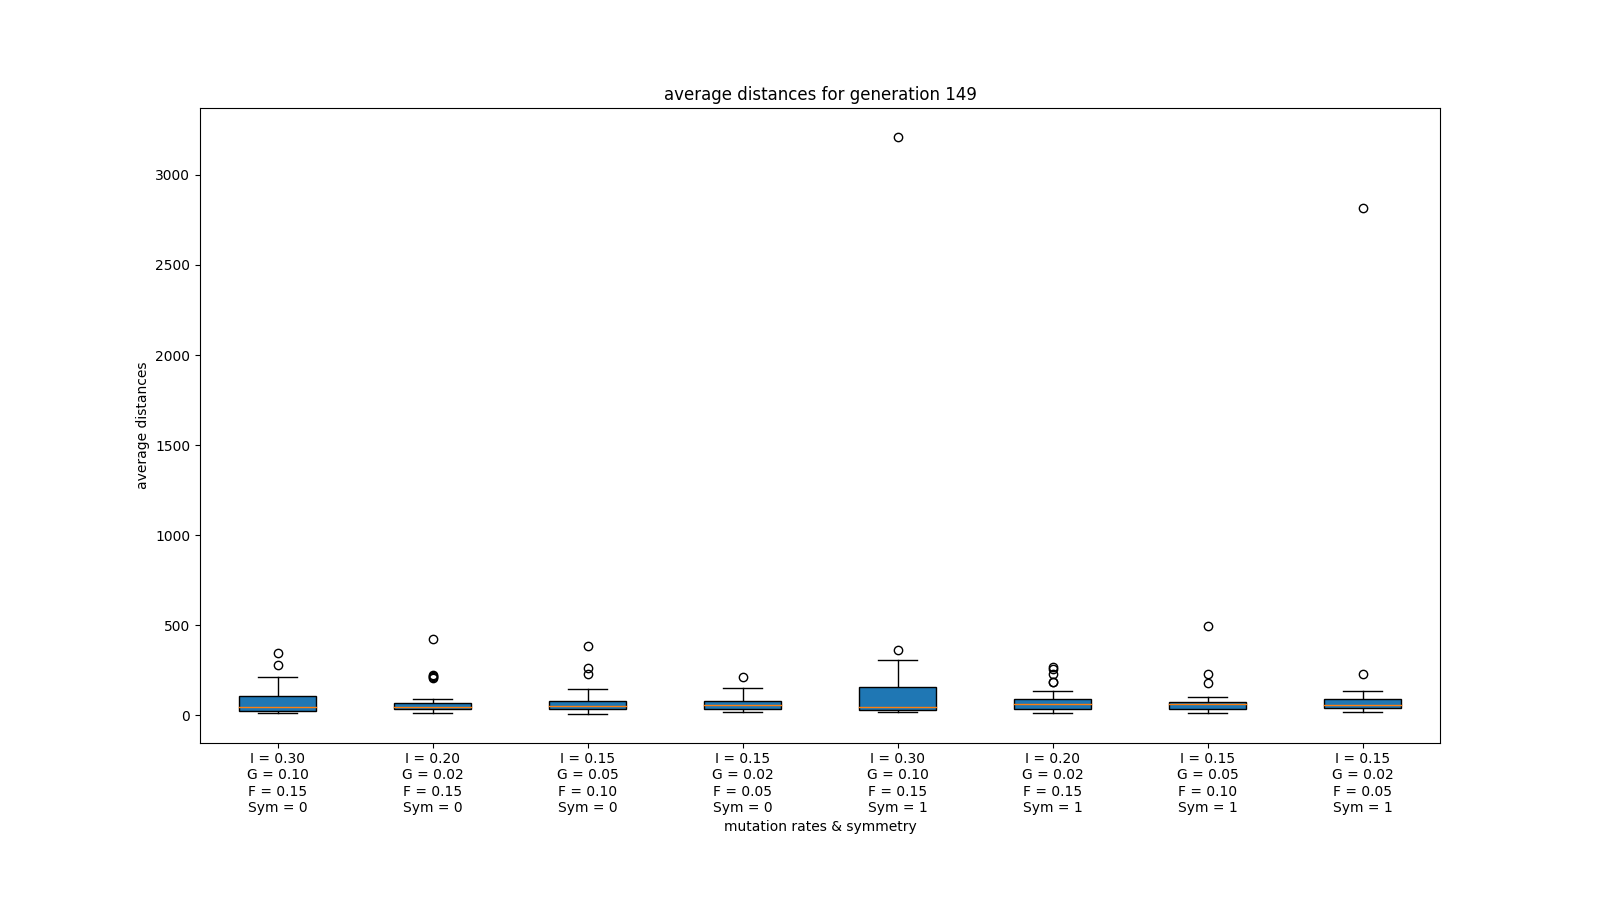 average distances for generation 149
3000
2500
2000
1500
1000
500
0
average distances
I = 0.30 I = 0.20 I = 0.15 I = 0.15 I = 0.30 I = 0.20 I = 0.15 I = 0.15
G = 0.10 G = 0.02 G = 0.05 G = 0.02 G = 0.10 G = 0.02 G = 0.05 G = 0.02
F = 0.15 F = 0.15 F = 0.10 F = 0.05 F = 0.15 F = 0.15 F = 0.10 F = 0.05
Sym = 0 Sym = 0 Sym = 0 Sym = 0 Sym = 1 Sym = 1 Sym = 1 Sym = 1
mutation rates & symmetry